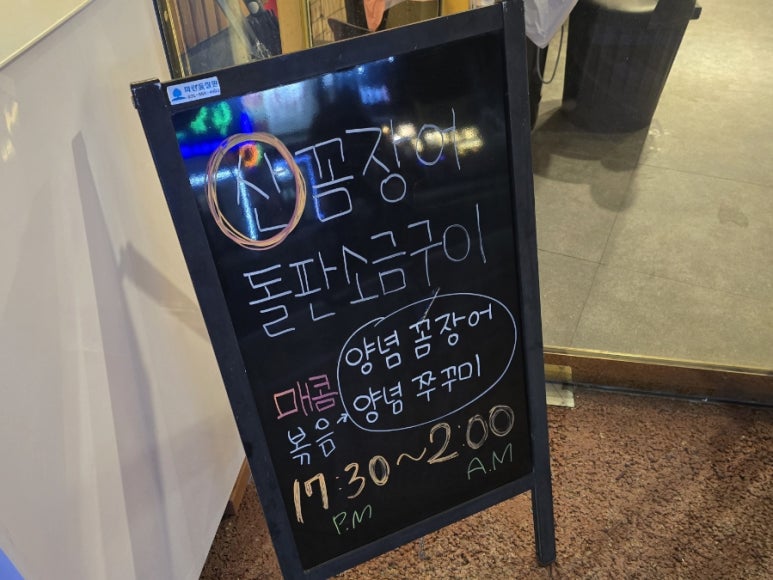 산꼼장어
돌판소금구이
양념 꼼장어
양념 쭈꾸미
매콤
볶음
17:30~2:00
P.M
A.M